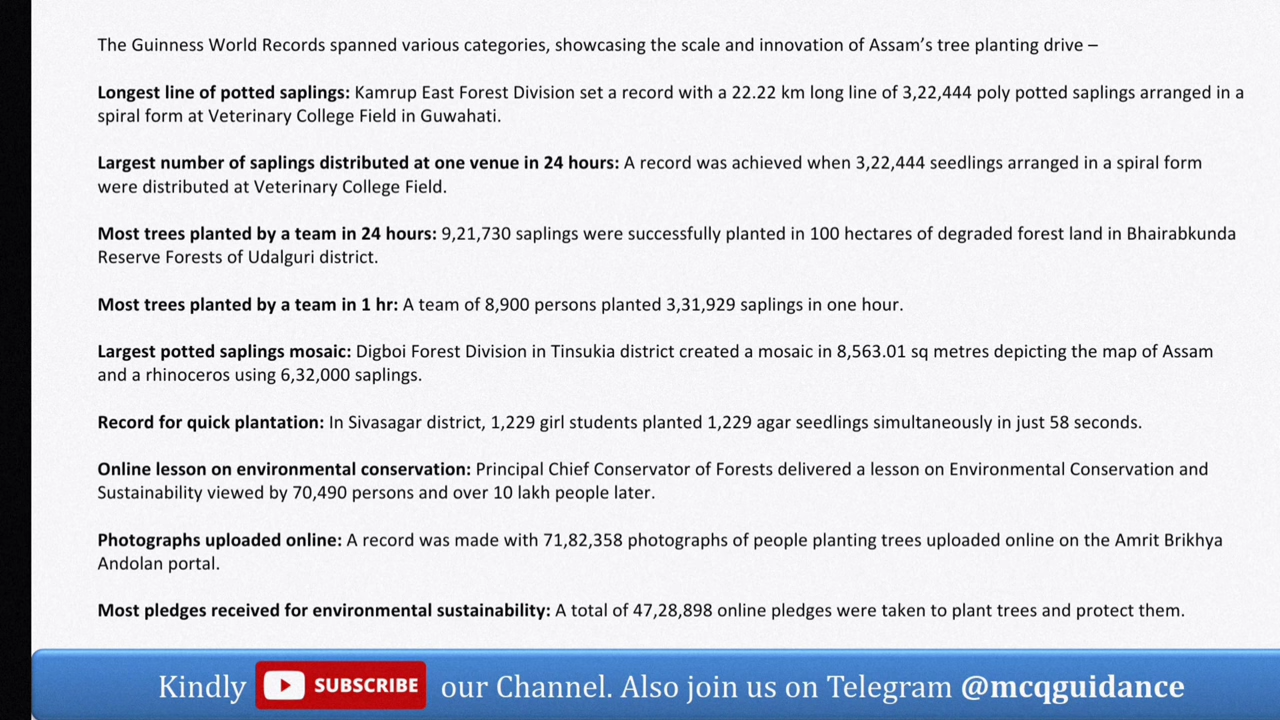 The Guinness World Records spanned various categories, showcasing the scale and innovation of Assam’s tree planting drive –
Longest line of potted saplings: Kamrup East Forest Division set a record with a 22.22 km long line of 3,22,444 poly potted saplings arranged in a
spiral form at Veterinary College Field in Guwahati.
Largest number of saplings distributed at one venue in 24 hours: A record was achieved when 3,22,444 seedlings arranged in a spiral form
were distributed at Veterinary College Field.
Most trees planted by a team in 24 hours: 9,21,730 saplings were successfully planted in 100 hectares of degraded forest land in Bhairabkunda
Reserve Forests of Udalguri district.
Most trees planted by a team in 1 hr: A team of 8,900 persons planted 3,31,929 saplings in one hour.
Largest potted saplings mosaic: Digboi Forest Division in Tinsukia district created a mosaic in 8,563.01 sq metres depicting the map of Assam
and a rhinoceros using 6,32,000 saplings.
Record for quick plantation: In Sivasagar district, 1,229 girl students planted 1,229 agar seedlings simultaneously in just 58 seconds.
Online lesson on environmental conservation: Principal Chief Conservator of Forests delivered a lesson on Environmental Conservation and
Sustainability viewed by 70,490 persons and over 10 lakh people later.
Photographs uploaded online: A record was made with 71,82,358 photographs of people planting trees uploaded online on the Amrit Brikhya
Andolan portal.
Most pledges received for environmental sustainability: A total of 47,28,898 online pledges were taken to plant trees and protect them.
Kindly SUBSCRIBE our Channel. Also join us on Telegram @mcqguidance